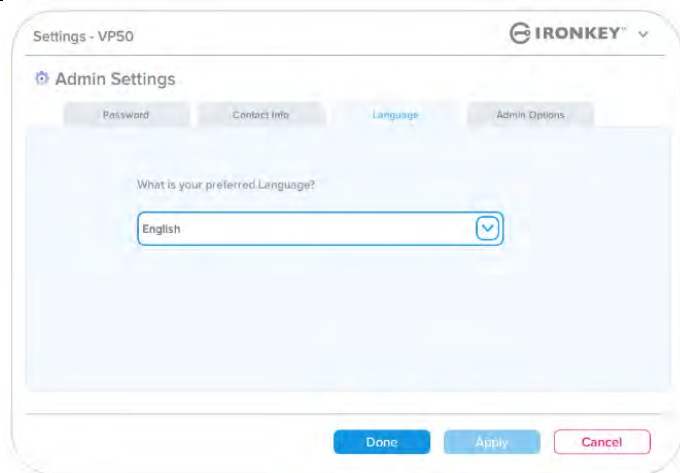 Settings - VP50
IRONKEY™
Admin Settings
Password Contact Info Language Admin Options
What is your preferred Language?
English
Done Apply Cancel